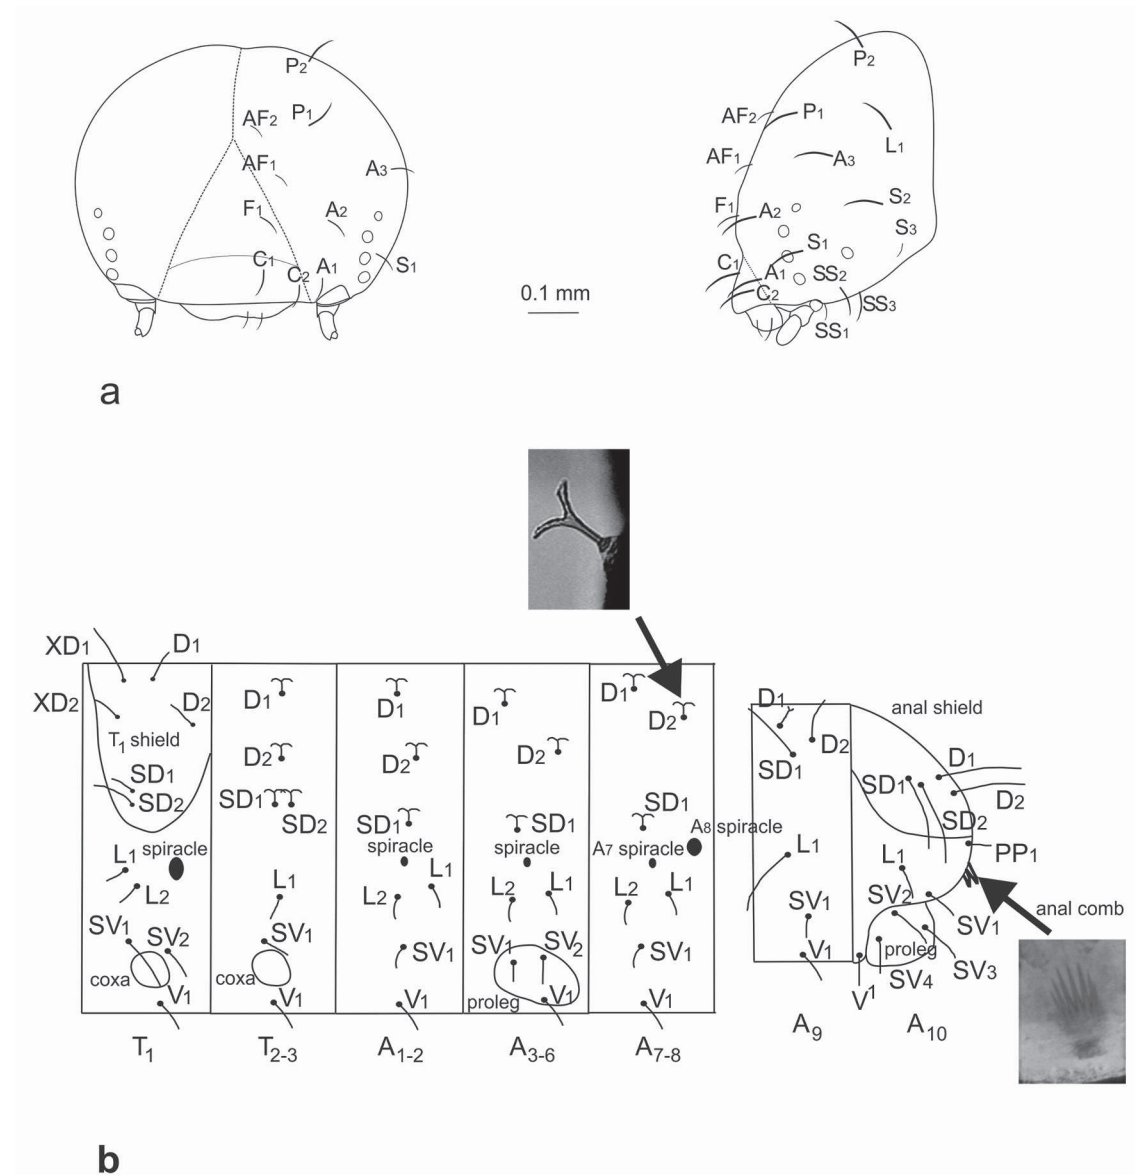 P2
P1
AF2
AF1
A3
F1
A2
C1
C2
A1
S1
0.1 mm
P2
AF2
P1
L1
AF1
A3
S2
F1
A2
S3
S1
C1
A1
SS2
C2
SS3
SS1
a
XD1
D1
XD2
D2
T1 shield
SD1
SD2
L1
spiracle
L2
SV1
SV2
coxa
V1
T1
D1
D2
SD1
SD2
L1
SV1
coxa
V1
T2-3
D1
D2
SD1
spiracle
L1
L2
SV1
V1
A1-2
D1
D2
SD1
spiracle
L2
L1
SV1
SV2
proleg
V1
A3-6
D1
D2
SD1
A8 spiracle
A7 spiracle
L2
L1
SV1
V1
A7-8
D1
D2
SD1
L1
SV1
V1
A9
anal shield
D1
SD1
D2
SD2
PP1
L1
SV2
SV1
anal comb
proleg
SV3
SV4
V1
A10
b